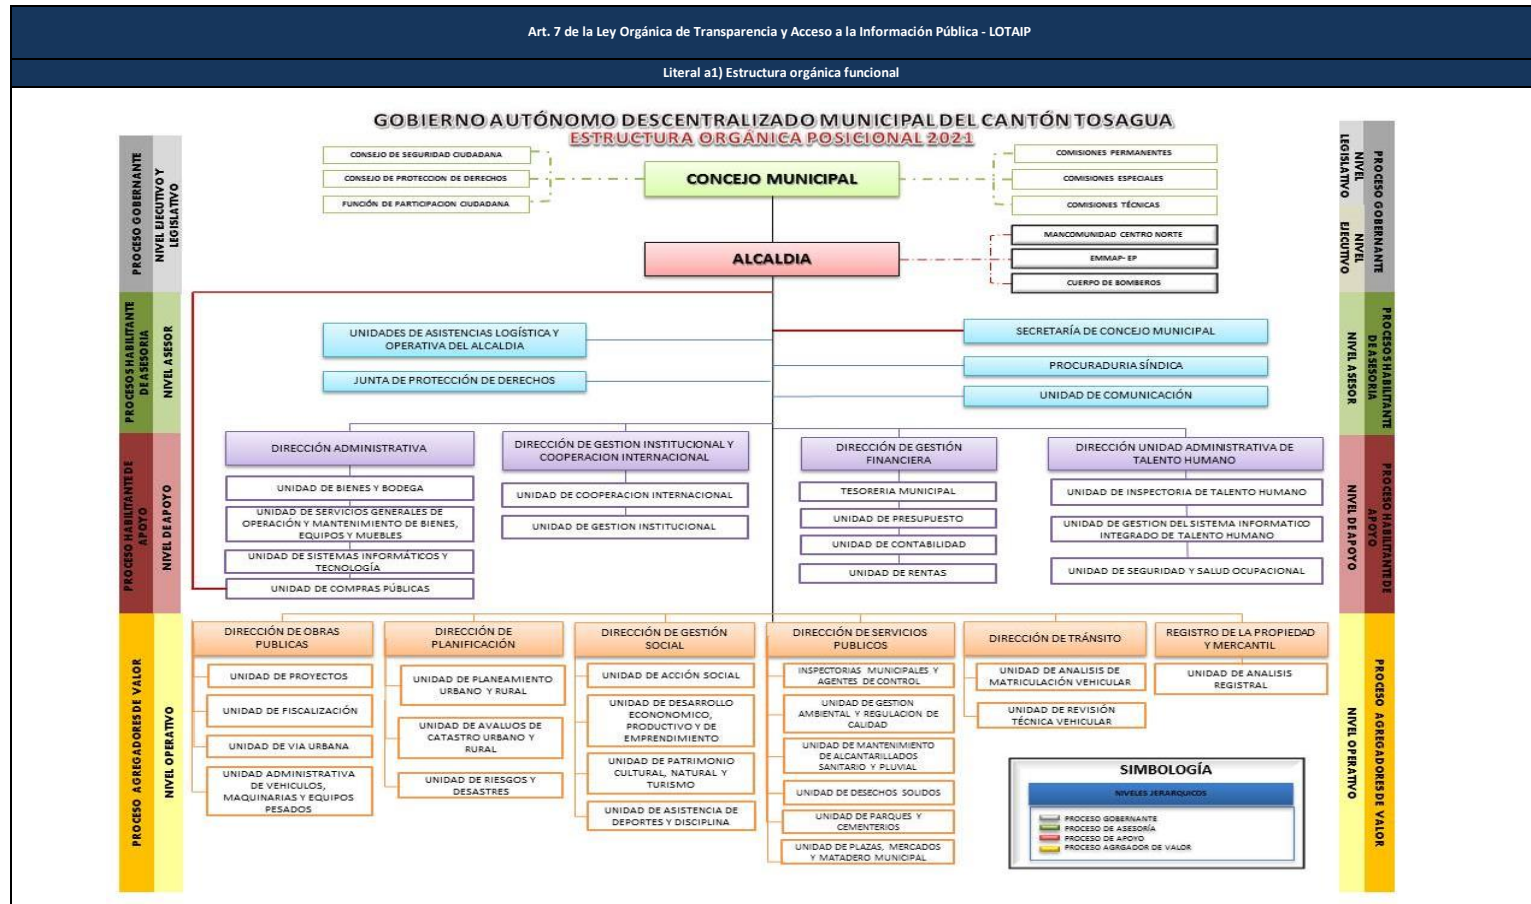 Art. 7 de la Ley Orgánica de Transparencia y Acceso a la Información Pública - LOTAIP
Literal a1) Estructura orgánica funcional
GOBIERNO AUTÓNOMO DESCENTRALIZADO MUNICIPAL DEL CANTÓN TOSAGUA
ESTRUCTURA ORGÁNICA POSICIONAL 2021
PROCESO GOBERNANTE
NIVEL EJECUTIVO Y
LEGISLATIVO
CONSEJO DE SEGURIDAD CIUDADANA
CONSEJO DE PROTECCION DE DERECHOS
FUNCIÓN DE PARTICIPACION CIUDADANA
CONCEJO MUNICIPAL
COMISIONES PERMANENTES
COMISIONES ESPECIALES
COMISIONES TÉCNICAS
NIVEL
LEGISLATIVO
NIVEL
EJECUTIVO
PROCESO GOBERNANTE
ALCALDIA
MANCOMUNIDAD CENTRO NORTE
EMMAP- EP
CUERPO DE BOMBEROS
PROCESOS HABILITANTE
DE ASESORIA
NIVEL ASESOR
UNIDADES DE ASISTENCIAS LOGÍSTICA Y
OPERATIVA DEL ALCALDIA
JUNTA DE PROTECCIÓN DE DERECHOS
SECRETARÍA DE CONCEJO MUNICIPAL
PROCURADURIA SÍNDICA
UNIDAD DE COMUNICACIÓN
NIVEL ASESOR
PROCESOS HABILITANTE
DE ASESORIA
PROCESO HABILITANTE DE
APOYO
NIVEL DE APOYO
DIRECCIÓN ADMINISTRATIVA
UNIDAD DE BIENES Y BODEGA
UNIDAD DE SERVICIOS GENERALES DE
OPERACIÓN Y MANTENIMIENTO DE BIENES,
EQUIPOS Y MUEBLES
UNIDAD DE SISTEMAS INFORMÁTICOS Y
TECNOLOGÍA
UNIDAD DE COMPRAS PÚBLICAS
DIRECCIÓN DE GESTION INSTITUCIONAL Y
COOPERACION INTERNACIONAL
UNIDAD DE COOPERACION INTERNACIONAL
UNIDAD DE GESTION INSTITUCIONAL
DIRECCIÓN DE GESTIÓN
FINANCIERA
TESORERIA MUNICIPAL
UNIDAD DE PRESUPUESTO
UNIDAD DE CONTABILIDAD
UNIDAD DE RENTAS
DIRECCIÓN UNIDAD ADMINISTRATIVA DE
TALENTO HUMANO
UNIDAD DE INSPECTORIA DE TALENTO HUMANO
UNIDAD DE GESTION DEL SISTEMA INFORMATICO
INTEGRADO DE TALENTO HUMANO
UNIDAD DE SEGURIDAD Y SALUD OCUPACIONAL
NIVEL DE APOYO
PROCESO HABILITANTE DE
APOYO
PROCESO AGREGADORES DE VALOR
NIVEL OPERATIVO
DIRECCIÓN DE OBRAS
PUBLICAS
UNIDAD DE PROYECTOS
UNIDAD DE FISCALIZACIÓN
UNIDAD DE VIA URBANA
UNIDAD ADMINISTRATIVA
DE VEHICULOS,
MAQUINARIAS Y EQUIPOS
PESADOS
DIRECCIÓN DE
PLANIFICACIÓN
UNIDAD DE PLANEAMIENTO
URBANO Y RURAL
UNIDAD DE AVALUOS DE
CATASTRO URBANO Y
RURAL
UNIDAD DE RIESGOS Y
DESASTRES
DIRECCIÓN DE GESTIÓN
SOCIAL
UNIDAD DE ACCIÓN SOCIAL
UNIDAD DE DESARROLLO
ECONONOMICO,
PRODUCTIVO Y DE
EMPRENDIMIENTO
UNIDAD DE PATRIMONIO
CULTURAL, NATURAL Y
TURISMO
UNIDAD DE ASISTENCIA DE
DEPORTES Y DISCIPLINA
DIRECCIÓN DE SERVICIOS
PUBLICOS
INSPECTORIAS MUNICIPALES Y
AGENTES DE CONTROL
UNIDAD DE GESTION
AMBIENTAL Y REGULACION DE
CALIDAD
UNIDAD DE MANTENIMIENTO
DE ALCANTARILLADOS
SANITARIO Y PLUVIAL
UNIDAD DE DESECHOS SOLIDOS
UNIDAD DE PARQUES Y
CEMENTERIOS
UNIDAD DE PLAZAS, MERCADOS
Y MATADERO MUNICIPAL
DIRECCIÓN DE TRÁNSITO
UNIDAD DE ANALISIS DE
MATRICULACIÓN VEHICULAR
UNIDAD DE REVISIÓN
TÉCNICA VEHICULAR
REGISTRO DE LA PROPIEDAD
Y MERCANTIL
UNIDAD DE ANALISIS
REGISTRAL
SIMBOLOGÍA
NIVELES JERARQUICOS
PROCESO GOBERNANTE
PROCESO DE ASESORÍA
PROCESO DE APOYO
PROCESO AGRGADOR DE VALOR
NIVEL OPERATIVO
PROCESO AGREGADORES DE VALOR